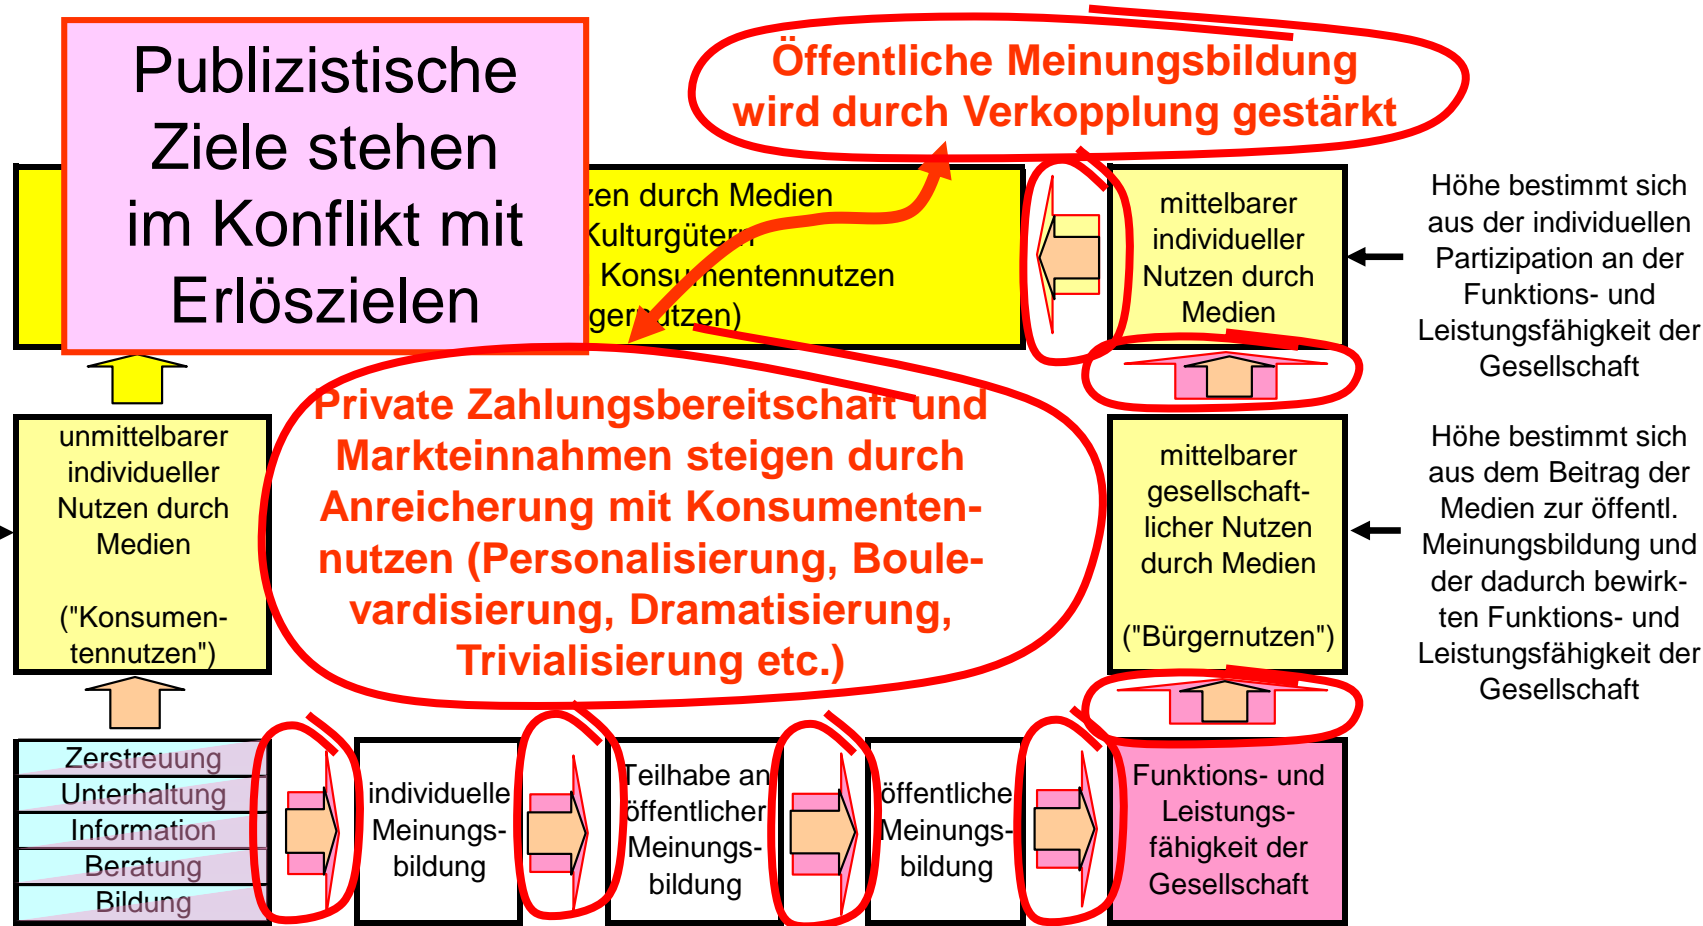 Publizistische
Ziele stehen
im Konflikt mit
Erlöszielen
Öffentliche Meinungsbildung
wird durch Verkopplung gestärkt
zen durch Medien
Kulturgütern
Konsumentennutzen
gernutzen)
mittelbarer
individueller
Nutzen durch
Medien
Höhe bestimmt sich
aus der individuellen
Partizipation an der
Funktions- und
Leistungsfähigkeit der
Gesellschaft
unmittelbarer
individueller
Nutzen durch
Medien
("Konsumen-
tennutzen")
Private Zahlungsbereitschaft und
Markteinnahmen steigen durch
Anreicherung mit Konsumenten-
nutzen (Personalisierung, Boule-
vardisierung, Dramatisierung,
Trivialisierung etc.)
mittelbarer
gesellschaft-
licher Nutzen
durch Medien
("Bürgernutzen")
Höhe bestimmt sich
aus dem Beitrag der
Medien zur öffentl.
Meinungsbildung und
der dadurch bewirk-
ten Funktions- und
Leistungsfähigkeit der
Gesellschaft
Zerstreuung
Unterhaltung
Information
Beratung
Bildung
individuelle
Meinungs-
bildung
Teilhabe an
öffentlicher
Meinungs-
bildung
öffentliche
Meinungs-
bildung
Funktions- und
Leistungs-
fähigkeit der
Gesellschaft